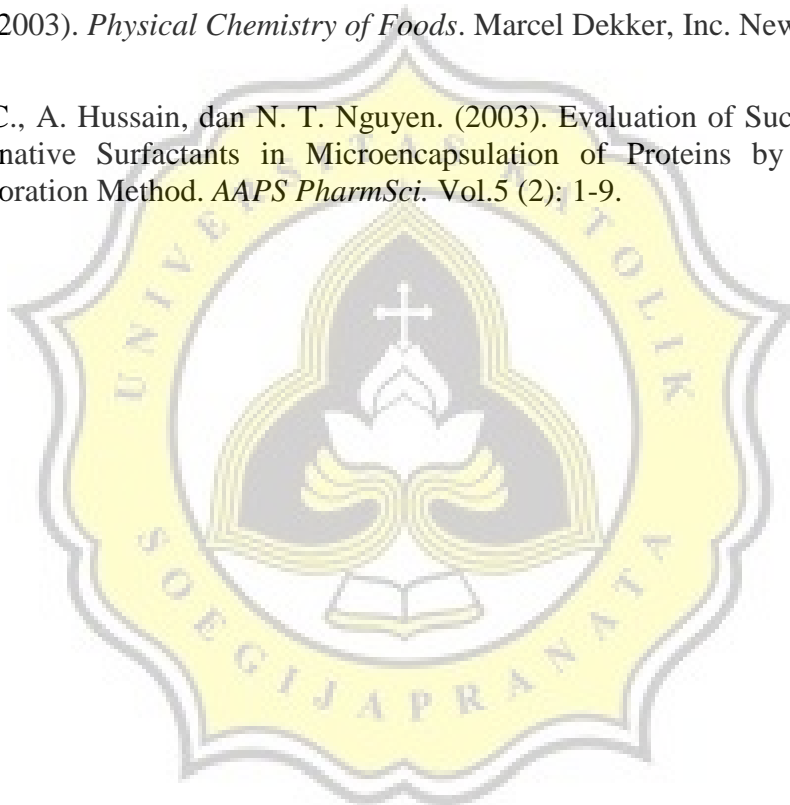 2003). Physical Chemistry of Foods. Marcel Dekker, Inc. New
C., A. Hussain, dan N. T. Nguyen. (2003). Evaluation of Suc
native Surfactants in Microencapsulation of Proteins by
oration Method. AAPS PharmSci. Vol.5 (2): 1-9.
UNIVERSITAS KATOLIK
SOEGIJAPRANATA